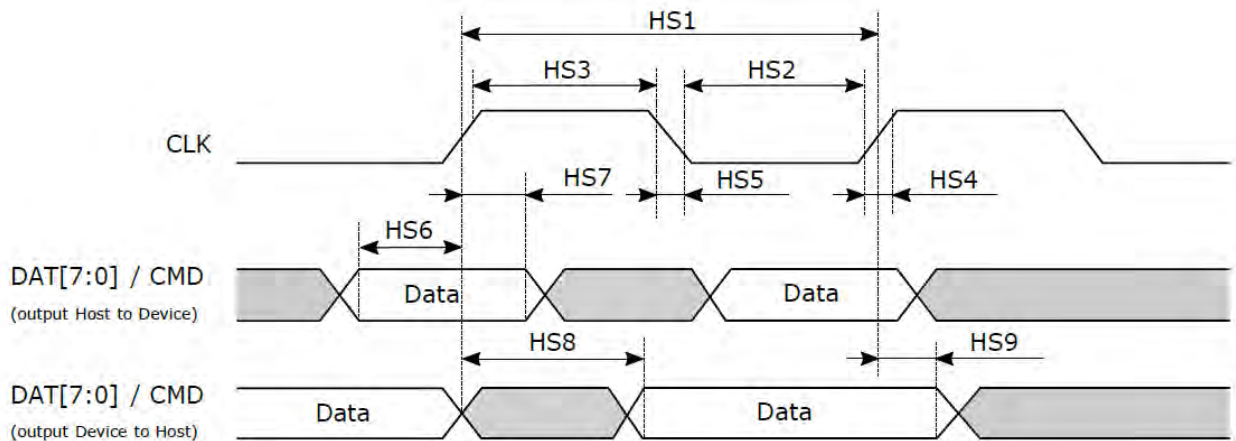 HS1
HS3
HS2
CLK
HS7
HS5
HS4
HS6
DAT[7:0] / CMD
(output Host to Device)
Data
Data
HS8
HS9
DAT[7:0] / CMD
(output Device to Host)
Data
Data